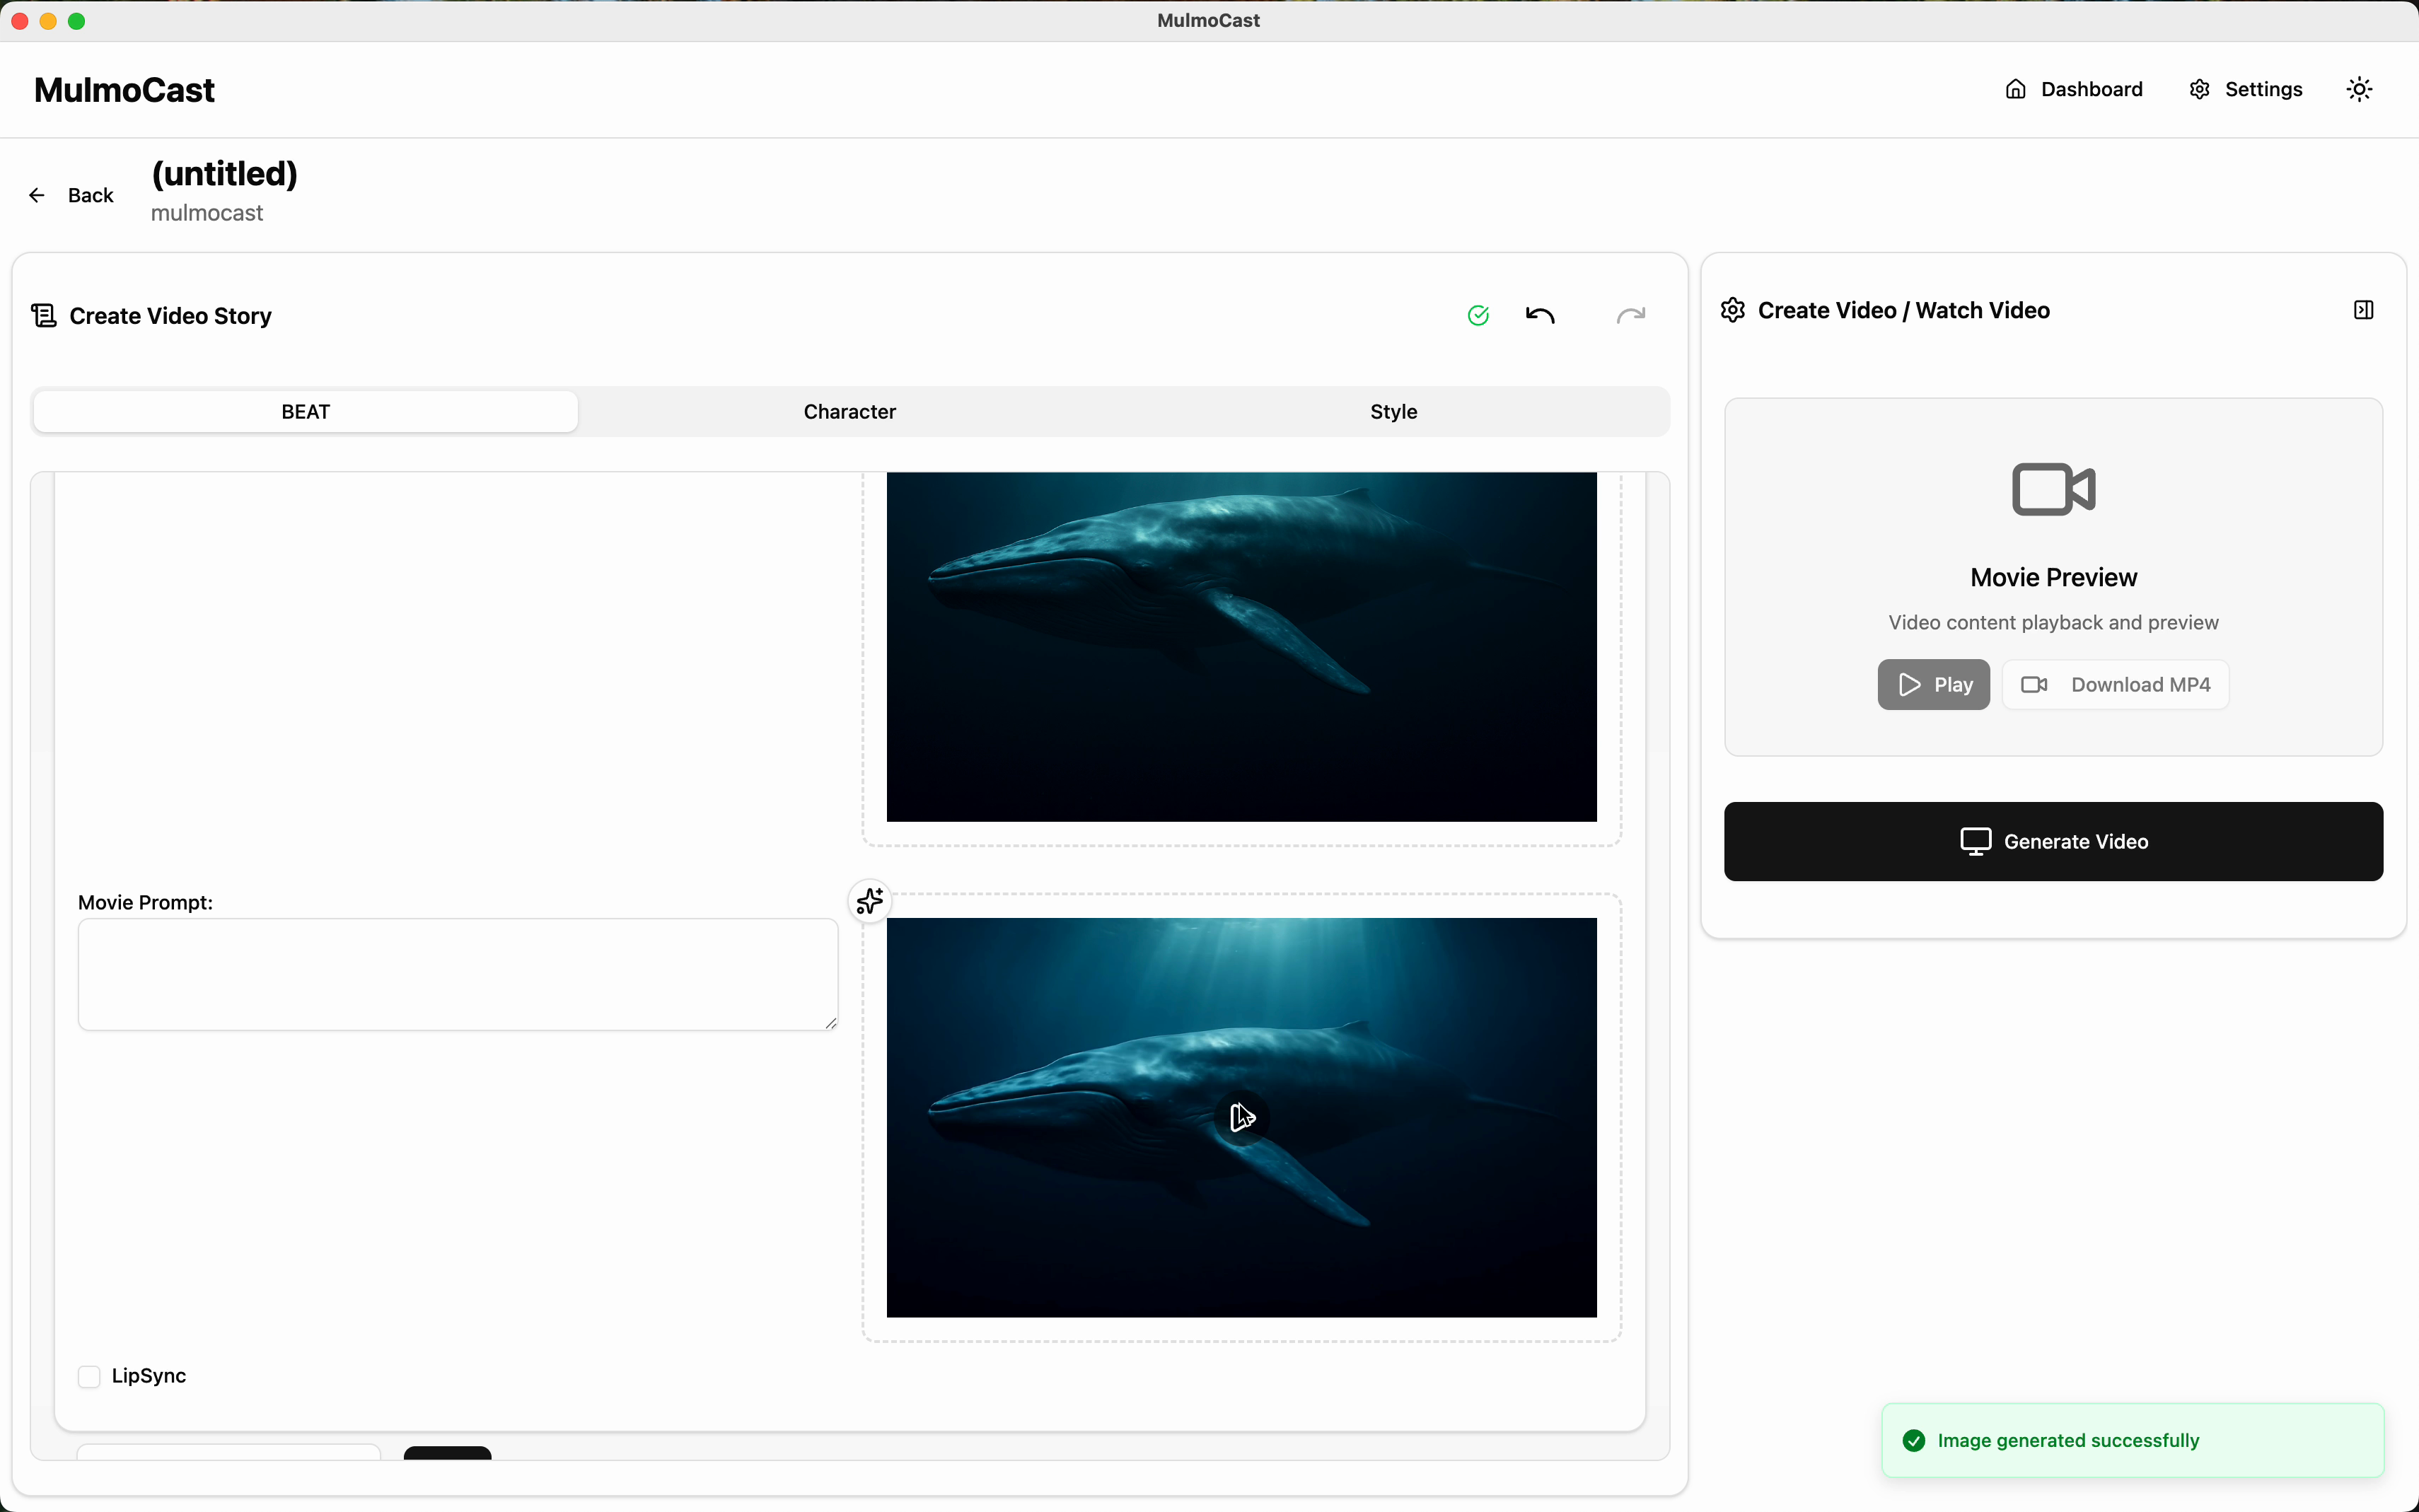 MulmoCast
MulmoCast
Dashboard
Settings
Back
(untitled)
mulmocast
Create Video Story
BEAT
Character
Style
Movie Prompt:
LipSync
Create Video / Watch Video
Movie Preview
Video content playback and preview
Play
Download MP4
Generate Video
Image generated successfully